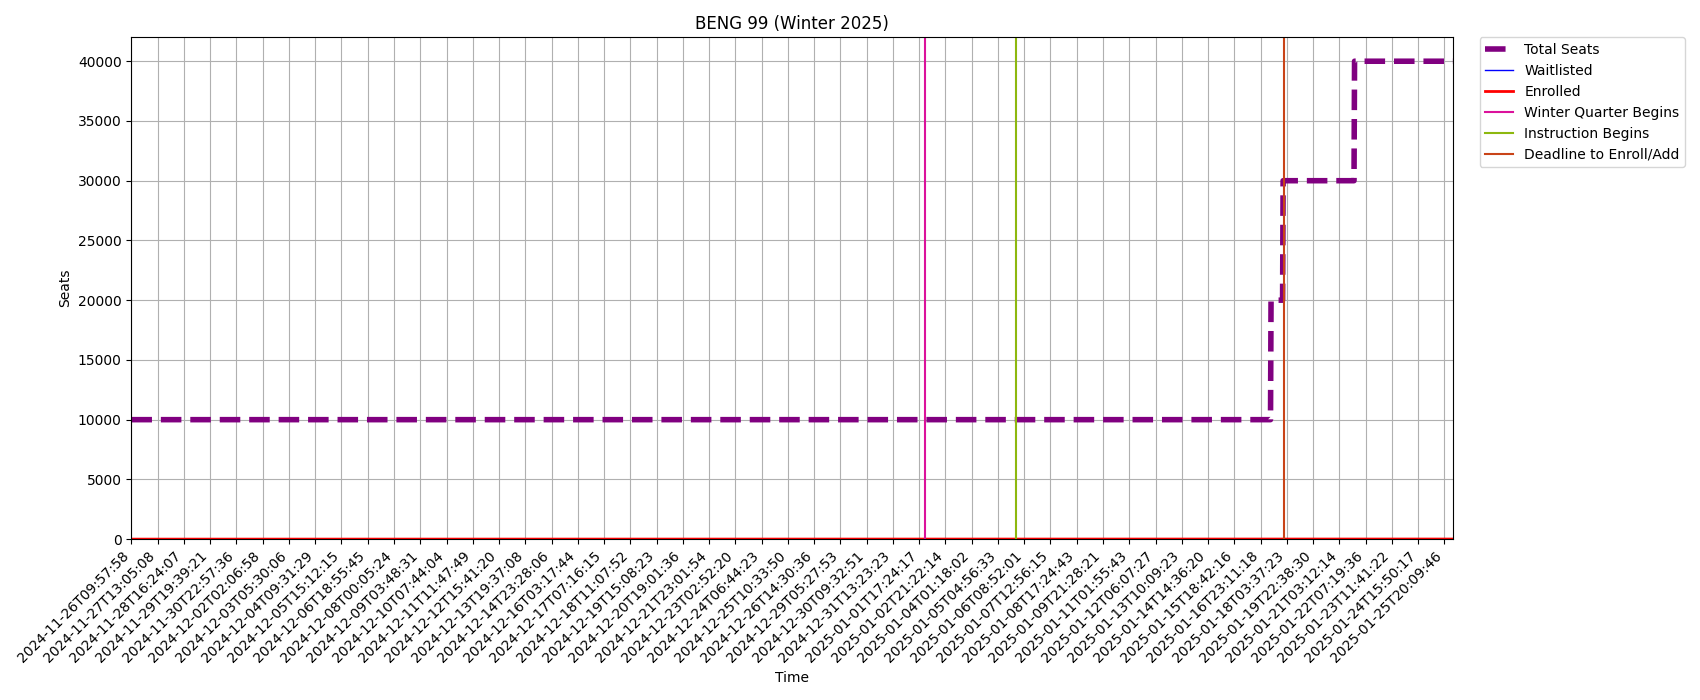 BENG 99 (Winter 2025)
Total Seats
Waitlisted
Enrolled
Winter Quarter Begins
Instruction Begins
Deadline to Enroll/Add
Seats
40000
35000
30000
25000
20000
15000
10000
5000
0
2024-11-26T09:57:58
2024-11-27T13:05:08
2024-11-28T16:24:07
2024-11-29T19:39:21
2024-11-30T22:57:36
2024-12-02T02:06:58
2024-12-03T05:30:06
2024-12-04T09:31:29
2024-12-05T15:12:15
2024-12-06T18:55:45
2024-12-08T00:05:24
2024-12-09T03:48:31
2024-12-10T07:44:04
2024-12-11T11:47:49
2024-12-12T15:41:20
2024-12-13T19:37:08
2024-12-14T23:28:06
2024-12-16T03:17:44
2024-12-17T07:16:15
2024-12-18T11:07:52
2024-12-19T15:08:23
2024-12-20T19:01:36
2024-12-21T23:01:54
2024-12-23T02:52:20
2024-12-24T06:44:23
2024-12-25T10:33:50
2024-12-26T14:30:36
2024-12-29T05:27:53
2024-12-30T09:32:51
2024-12-31T13:23:23
2025-01-01T17:24:17
2025-01-02T21:22:14
2025-01-04T01:18:02
2025-01-05T04:56:33
2025-01-06T08:52:01
2025-01-07T12:56:15
2025-01-08T17:24:43
2025-01-09T21:28:21
2025-01-11T01:55:43
2025-01-12T06:07:27
2025-01-13T10:09:23
2025-01-14T14:36:20
2025-01-15T18:42:16
2025-01-16T23:11:18
2025-01-18T03:37:23
2025-01-19T22:38:30
2025-01-21T03:12:14
2025-01-22T07:19:36
2025-01-23T11:41:22
2025-01-24T15:50:17
2025-01-25T20:09:46
Time